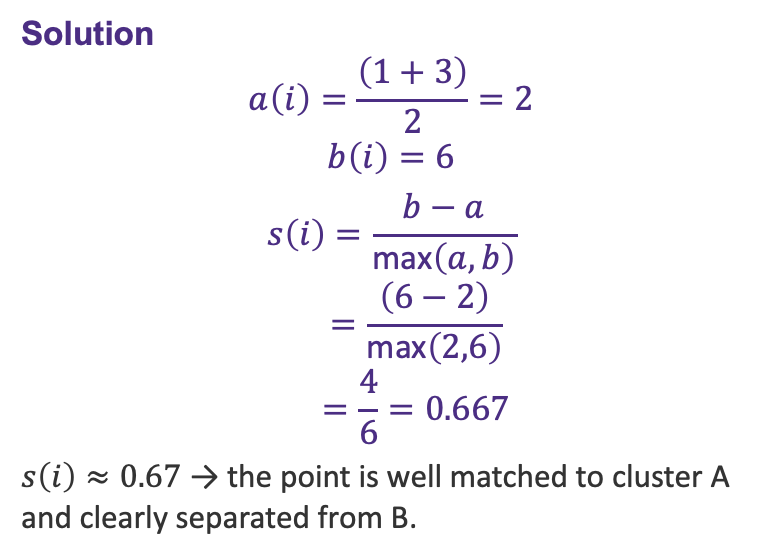 Solution
a(i) = (1 + 3) / 2 = 2
b(i) = 6
s(i) = b − a / max(a, b)
= (6 − 2) / max(2,6)
= 4 / 6 = 0.667
s(i) ≈ 0.67 → the point is well matched to cluster A
and clearly separated from B.